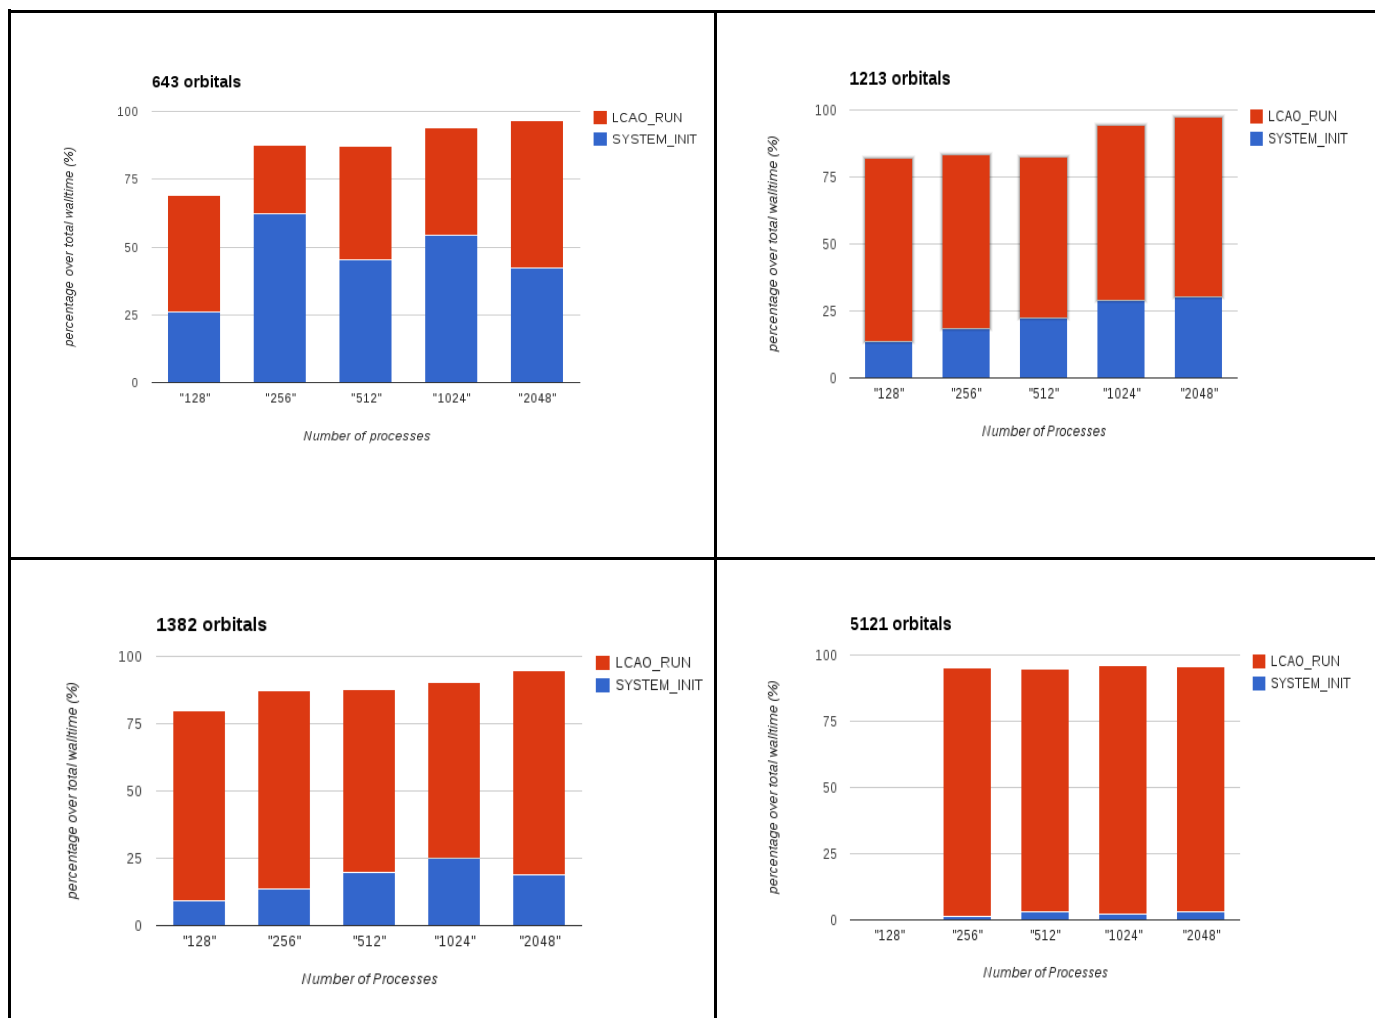 643 orbitals
LCAO_RUN
SYSTEM_INIT
percentage over total walltime (%)
100
75
50
25
0
"128" "256" "512" "1024" "2048"
Number of processes
1213 orbitals
LCAO_RUN
SYSTEM_INIT
percentage over total walltime (%)
100
75
50
25
0
"128" "256" "512" "1024" "2048"
Number of Processes
1382 orbitals
LCAO_RUN
SYSTEM_INIT
percentage over total walltime (%)
100
75
50
25
0
"128" "256" "512" "1024" "2048"
Number of Processes
5121 orbitals
LCAO_RUN
SYSTEM_INIT
percentage over total walltime (%)
100
75
50
25
0
"128" "256" "512" "1024" "2048"
Number of Processes